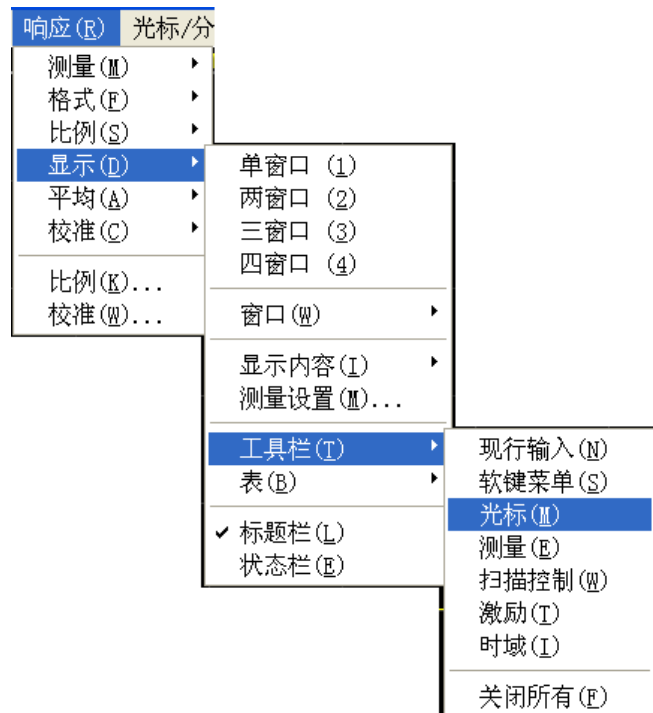 响应(R) 光标/分
测量(M)
格式(F)
比例(S)
显示(D)
平均(A)
校准(C)
比例(K)...
校准(W)...
单窗口 (1)
两窗口 (2)
三窗口 (3)
四窗口 (4)
窗口(W)
显示内容(I)
测量设置(M)...
工具栏(T)
表(B)
标题栏(L)
状态栏(E)
现行输入(N)
软键菜单(S)
光标(M)
测量(E)
扫描控制(W)
激励(T)
时域(I)
关闭所有(F)